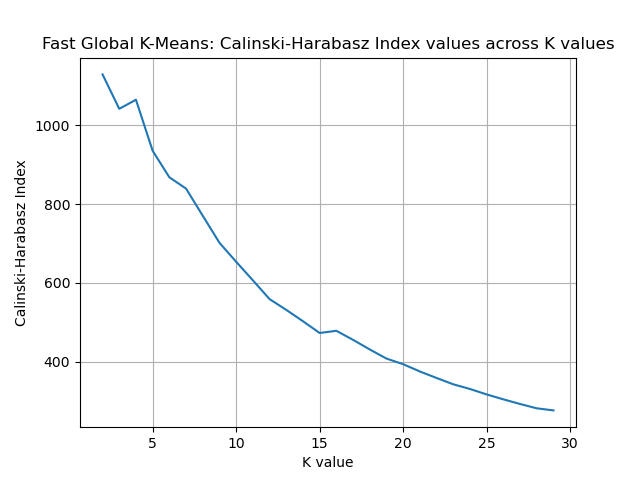 Fast Global K-Means: Calinski-Harabasz Index values across K values
Calinski-Harabasz Index
1000
800
600
400
5 10 15 20 25 30
K value